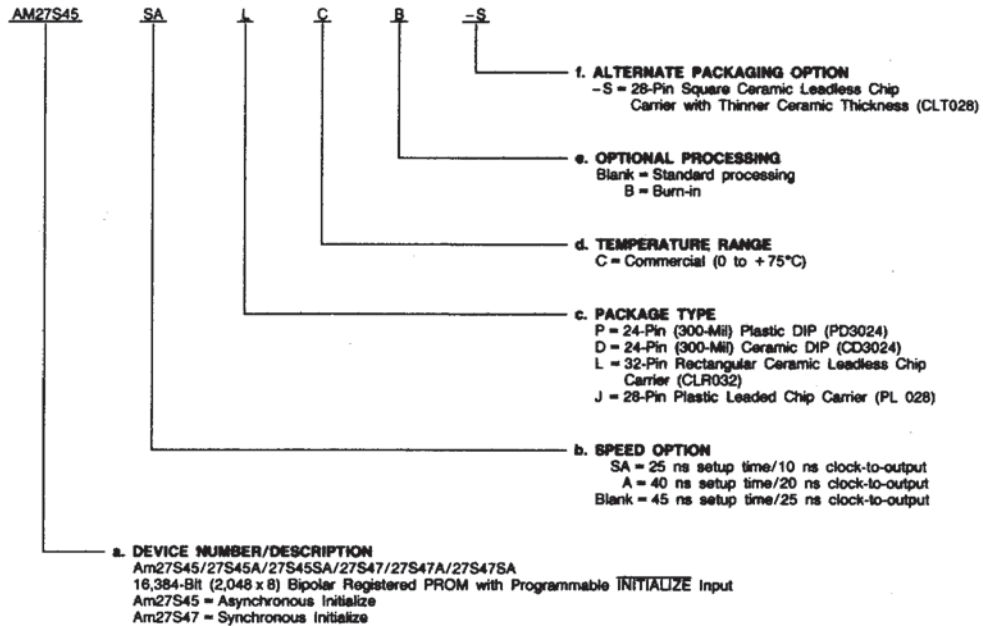 AM27S45 SA L C B -S
f. ALTERNATE PACKAGING OPTION
-S = 28-Pin Square Ceramic Leadless Chip
Carrier with Thinner Ceramic Thickness (CLT028)
e. OPTIONAL PROCESSING
Blank = Standard processing
B = Burn-in
d. TEMPERATURE RANGE
C = Commercial (0 to +75°C)
c. PACKAGE TYPE
P = 24-Pin (300-Mil) Plastic DIP (PD3024)
D = 24-Pin (300-Mil) Ceramic DIP (CD3024)
L = 32-Pin Rectangular Ceramic Leadless Chip
Carrier (CLR032)
J = 28-Pin Plastic Leaded Chip Carrier (PL 028)
b. SPEED OPTION
SA = 25 ns setup time/10 ns clock-to-output
A = 40 ns setup time/20 ns clock-to-output
Blank = 45 ns setup time/25 ns clock-to-output
a. DEVICE NUMBER/DESCRIPTION
Am27S45/27S45A/27S45SA/27S47/27S47A/27S47SA
16,384-Bit (2,048 x 8) Bipolar Registered PROM with Programmable INITIALIZE Input
Am27S45 = Asynchronous Initialize
Am27S47 = Synchronous Initialize